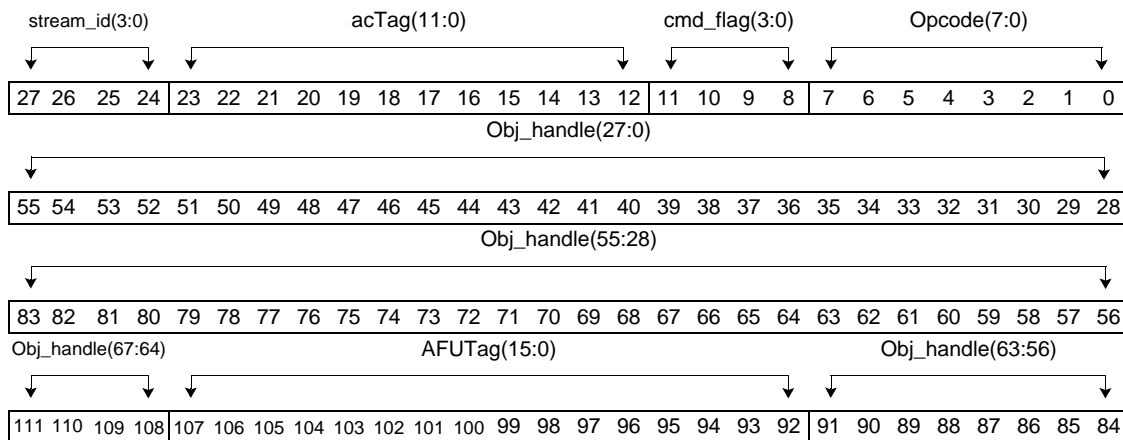 stream_id(3:0) acTag(11:0) cmd_flag(3:0) Opcode(7:0)
27 26 25 24 23 22 21 20 19 18 17 16 15 14 13 12 11 10 9 8 7 6 5 4 3 2 1 0
Obj_handle(27:0)
55 54 53 52 51 50 49 48 47 46 45 44 43 42 41 40 39 38 37 36 35 34 33 32 31 30 29 28
Obj_handle(55:28)
83 82 81 80 79 78 77 76 75 74 73 72 71 70 69 68 67 66 65 64 63 62 61 60 59 58 57 56
Obj_handle(67:64) AFUTag(15:0) Obj_handle(63:56)
111 110 109 108 107 106 105 104 103 102 101 100 99 98 97 96 95 94 93 92 91 90 89 88 87 86 85 84